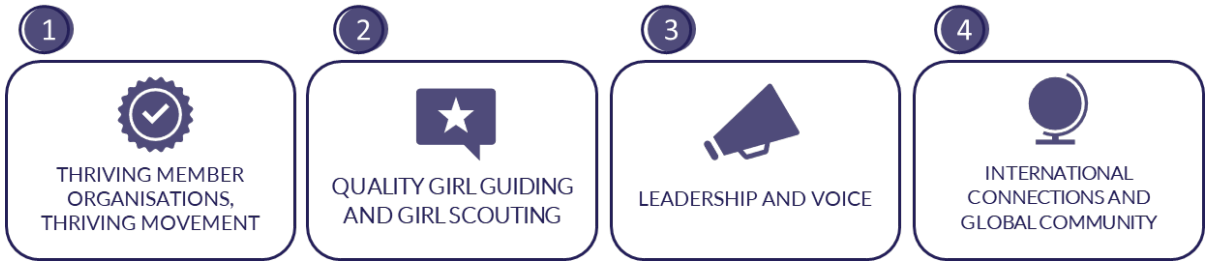 1
THRIVING MEMBER
ORGANISATIONS,
THRIVING MOVEMENT
2
QUALITY GIRL GUIDING
AND GIRL SCOUTING
3
LEADERSHIP AND VOICE
4
INTERNATIONAL
CONNECTIONS AND
GLOBAL COMMUNITY